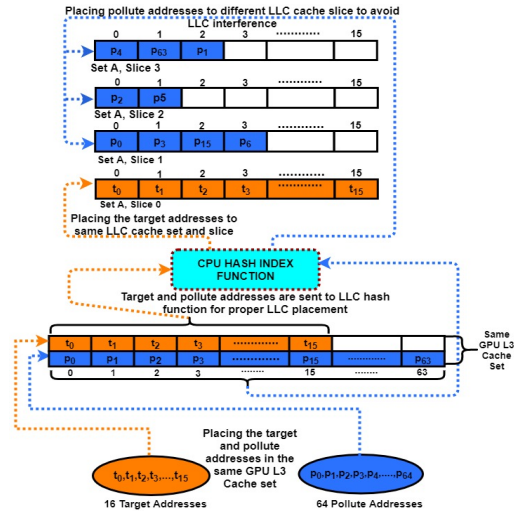 Placing pollute addresses to different LLC cache slice to avoid
LLC interference
0 1 2 3 ············ 15
P4 P63 P1
Set A, Slice 3
0 1 2 3 ············ 15
P2 p5
Set A, Slice 2
0 1 2 3 ············ 15
P0 P3 P15 P6
Set A, Slice 1
0 1 2 3 ············ 15
t0 t1 t2 t3 ············ t15
Set A, Slice 0
Placing the target addresses to
same LLC cache set and slice
CPU HASH INDEX
FUNCTION
Target and pollute addresses are sent to LLC hash
function for proper LLC placement
t0 t1 t2 t3 ············ t15
P0 P1 P2 P3 ············ P15 ············ P63
0 1 2 3 ········ 15 ········ 63
Same
GPU L3
Cache
Set
Placing the target
and pollute
addresses in the
same GPU L3
Cache set
t0,t1,t2,t3,...,t15
16 Target Addresses
P0,P1,P2,P3,P4.....,P64
64 Pollute Addresses